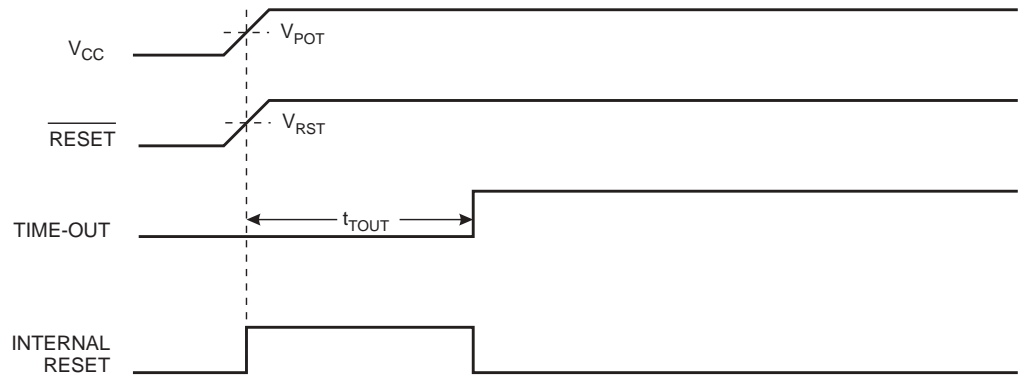 V_CC
V_POT
RESET
V_RST
TIME-OUT
t_TOUT
INTERNAL
RESET